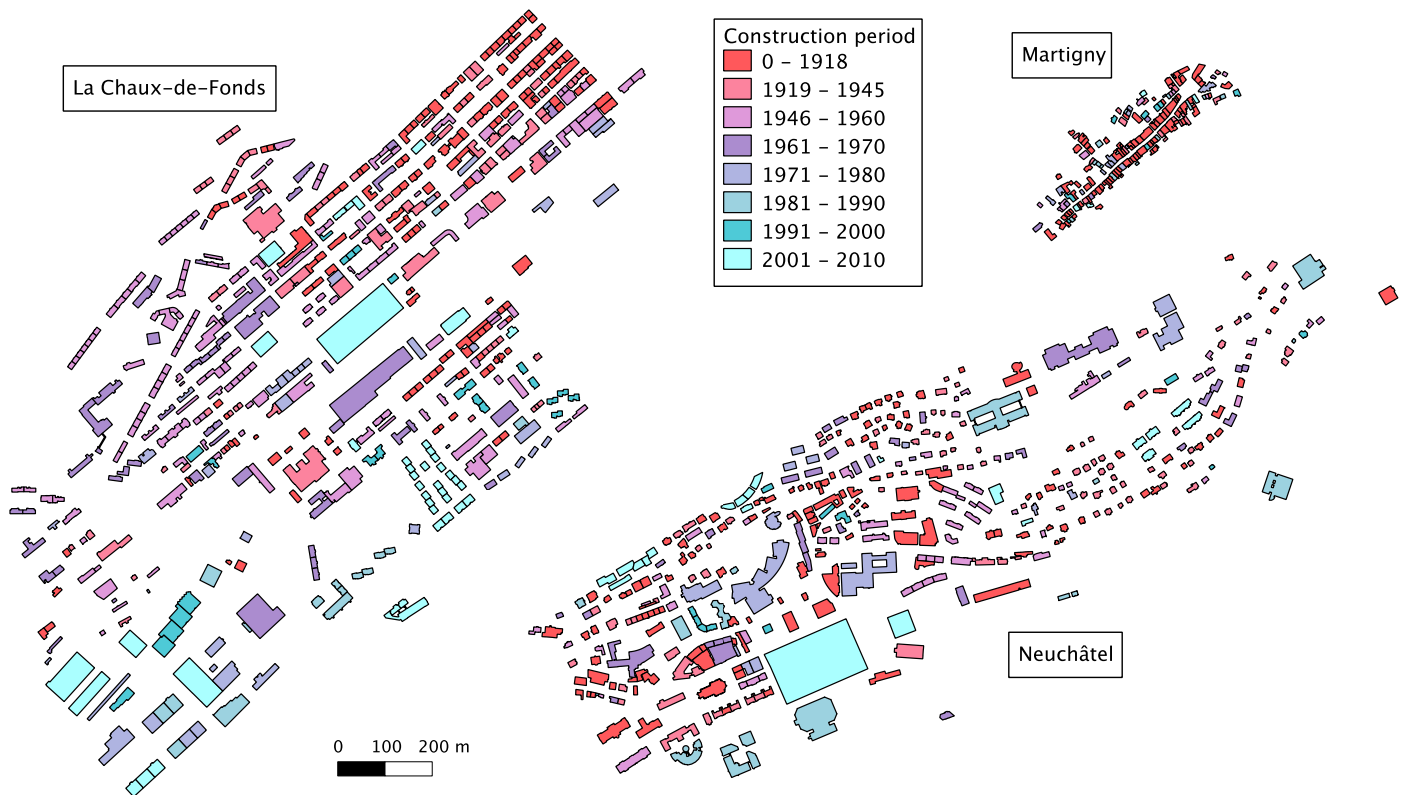 La Chaux-de-Fonds
Construction period
0 – 1918
1919 – 1945
1946 – 1960
1961 – 1970
1971 – 1980
1981 – 1990
1991 – 2000
2001 – 2010
Martigny
Neuchâtel
0 100 200 m